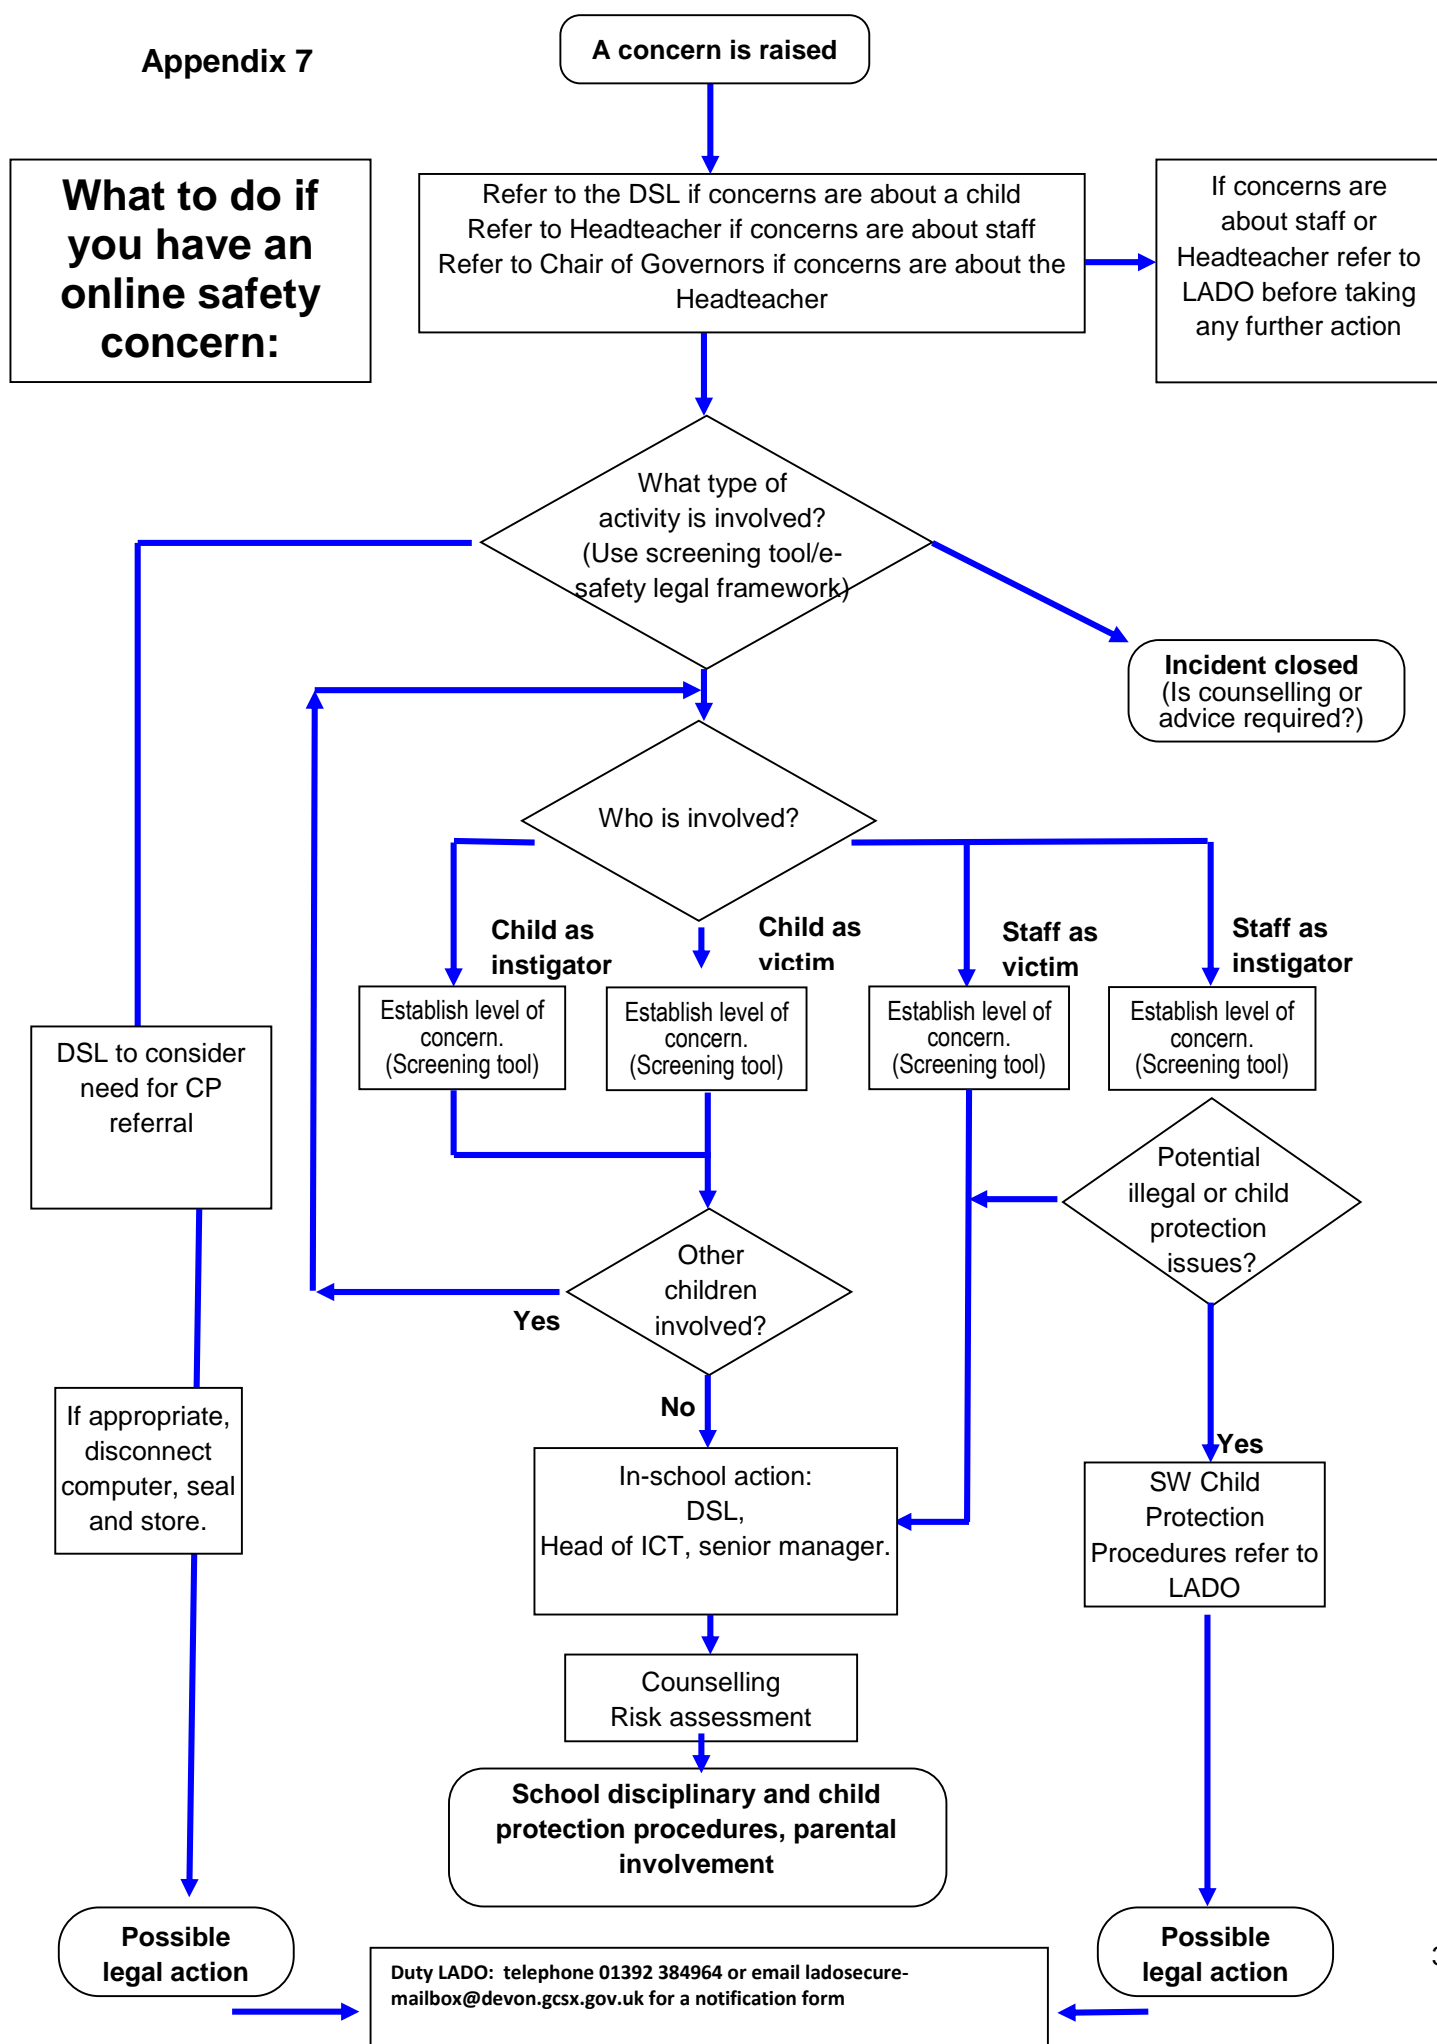 Appendix 7
A concern is raised
What to do if
you have an
online safety
concern:
Refer to the DSL if concerns are about a child
Refer to Headteacher if concerns are about staff
Refer to Chair of Governors if concerns are about the
Headteacher
If concerns are
about staff or
Headteacher refer to
LADO before taking
any further action
What type of
activity is involved?
(Use screening tool/e-
safety legal framework)
Incident closed
(Is counselling or
advice required?)
Who is involved?
Child as
instigator
Child as
victim
Staff as
victim
Staff as
instigator
Establish level of
concern.
(Screening tool)
Establish level of
concern.
(Screening tool)
Establish level of
concern.
(Screening tool)
Establish level of
concern.
(Screening tool)
DSL to consider
need for CP
referral
Potential
illegal or child
protection
issues?
Other
children
involved?
Yes
No
If appropriate,
disconnect
computer, seal
and store.
In-school action:
DSL,
Head of ICT, senior manager.
Yes
SW Child
Protection
Procedures refer to
LADO
Counselling
Risk assessment
School disciplinary and child
protection procedures, parental
involvement
Possible
legal action
Possible
legal action
Duty LADO: telephone 01392 384964 or email ladosecure-
mailbox@devon.gcsx.gov.uk for a notification form